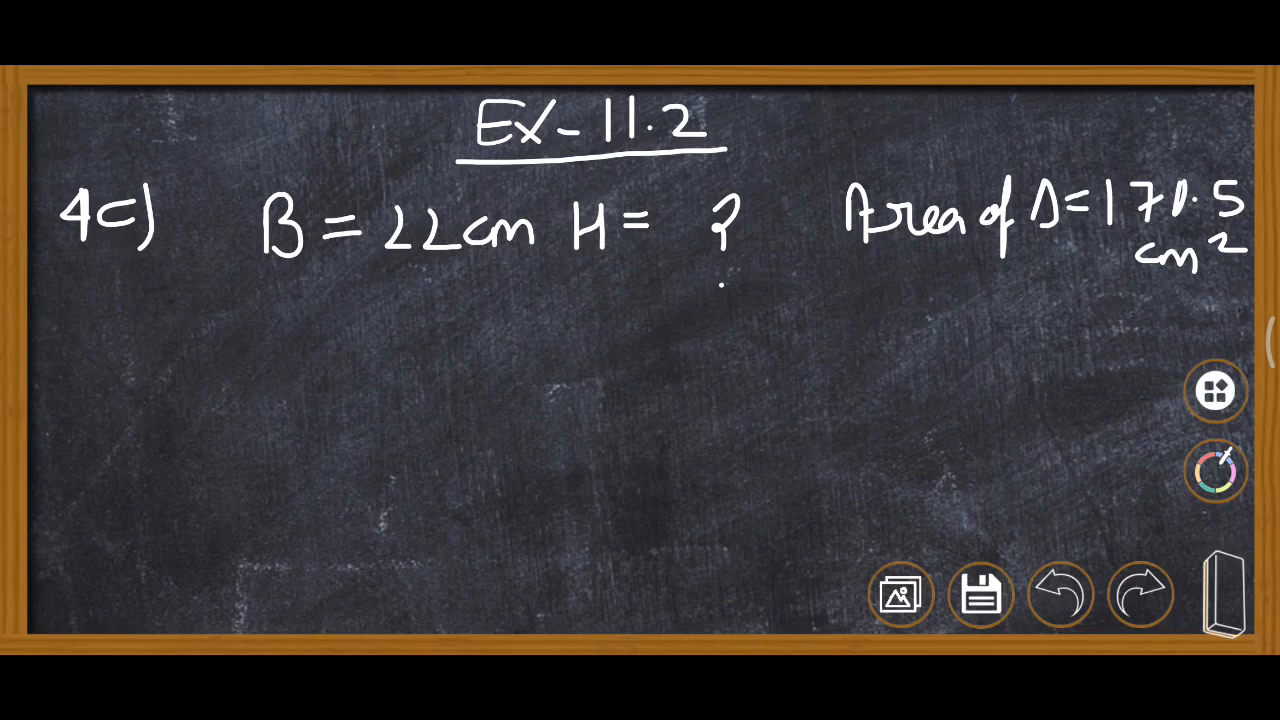 Ex-11.2
4c) B = 22cm H = ? Area of Δ=170.5
cm²